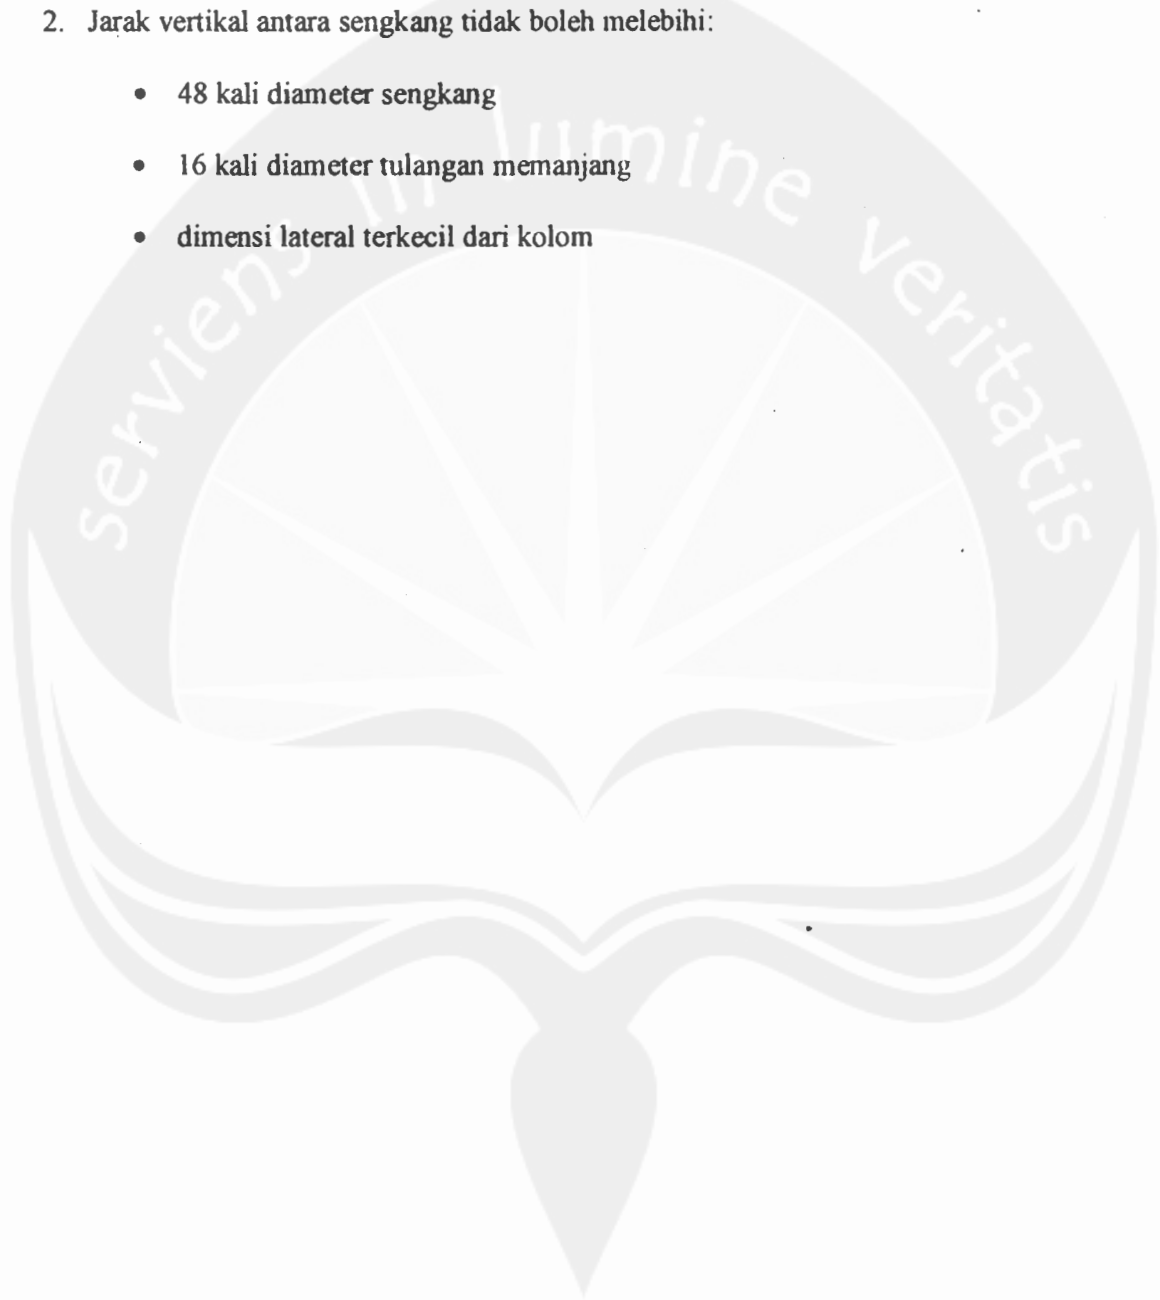 2. Jarak vertikal antara sengkang tidak boleh melebihi:
• 48 kali diameter sengkang
• 16 kali diameter tulangan memanjang
• dimensi lateral terkecil dari kolom
serviens in lumine veritatis